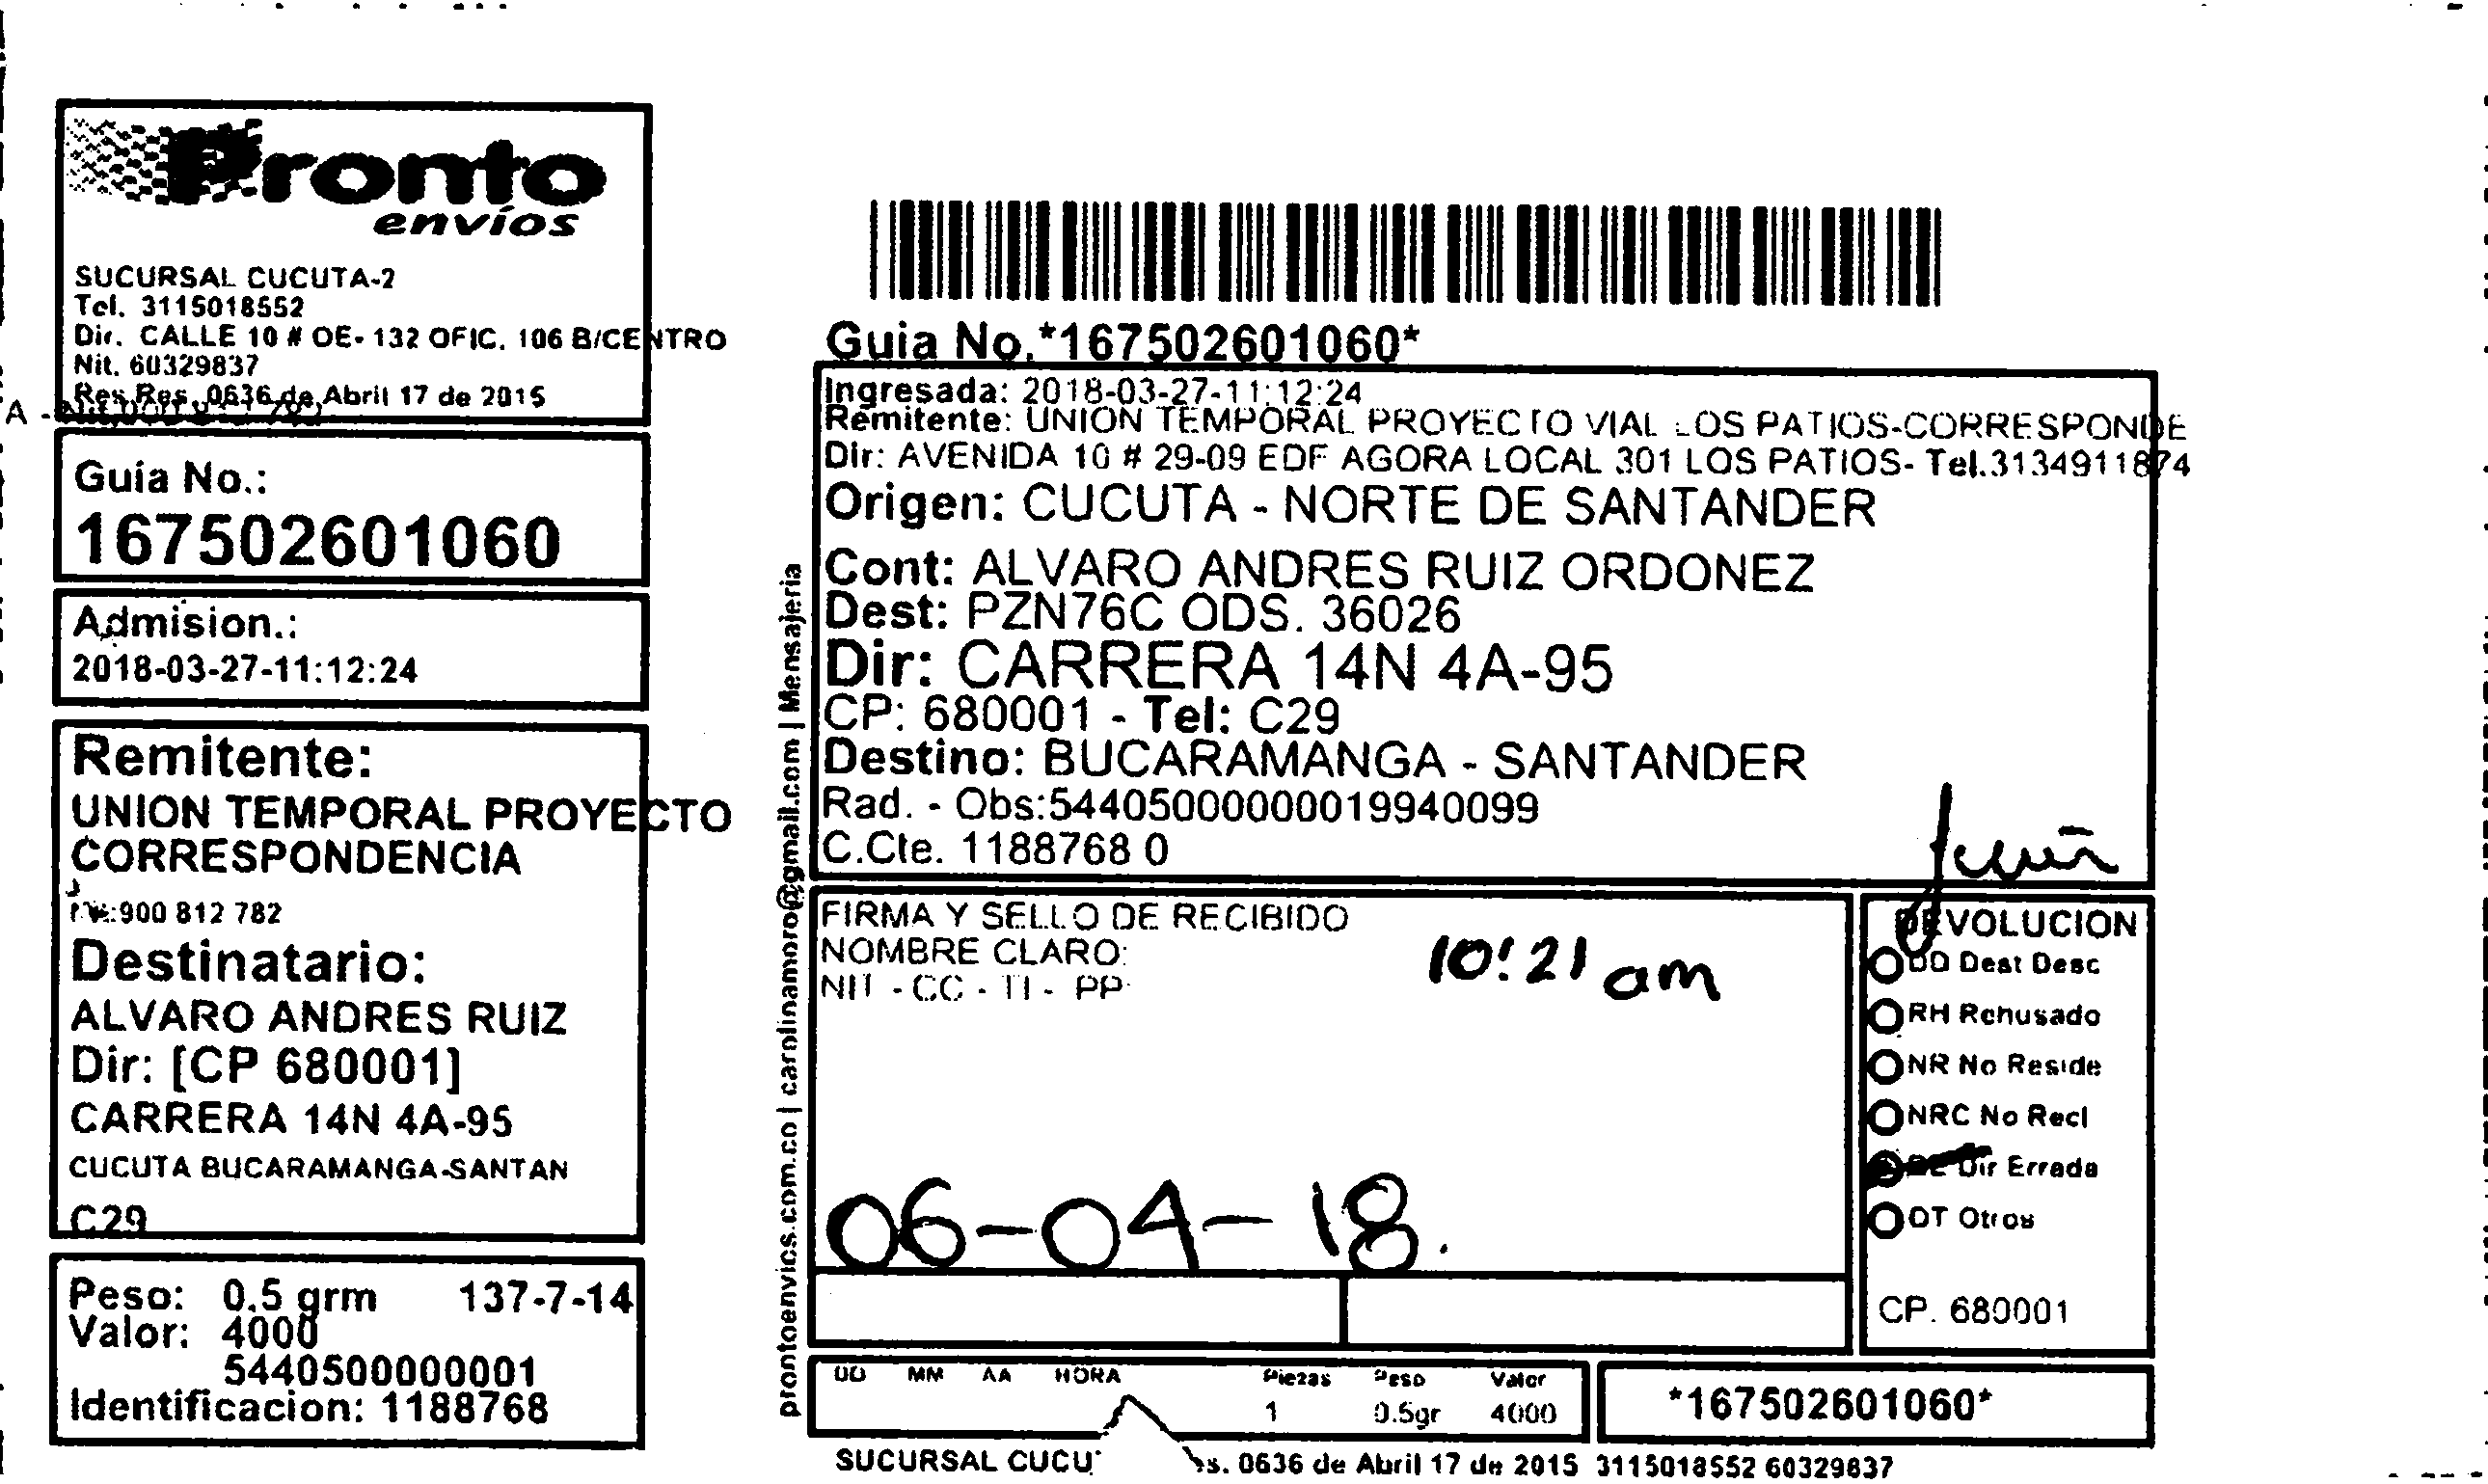 Pronto
envíos
SUCURSAL CUCUTA-2
Tel. 3115018552
Dir. CALLE 10 # OE- 132 OFIC. 106 B/CENTRO
Nit. 60329837
Res Res. 0636 de Abril 17 de 2015
Guia No.:
167502601060
Admision.:
2018-03-27-11:12:24
Remitente:
UNION TEMPORAL PROYECTO
CORRESPONDENCIA
900 812 782
Destinatario:
ALVARO ANDRES RUIZ
Dir: [CP 680001]
CARRERA 14N 4A-95
CUCUTA BUCARAMANGA-SANTAN
C29
Peso: 0.5 grm 137-7-14
Valor: 4000
5440500000001
Identificacion: 1188768
prontoenvios.com.co | carolinamoro@gmail.com | Mensajeria
Guia No.*167502601060*
Ingresada: 2018-03-27-11:12:24
Remitente: UNION TEMPORAL PROYECTO VIAL LOS PATIOS-CORRESPONDE
Dir: AVENIDA 10 # 29-09 EDF AGORA LOCAL 301 LOS PATIOS- Tel.3134911874
Origen: CUCUTA - NORTE DE SANTANDER
Cont: ALVARO ANDRES RUIZ ORDONEZ
Dest: PZN76C ODS. 36026
Dir: CARRERA 14N 4A-95
CP: 680001 - Tel: C29
Destino: BUCARAMANGA - SANTANDER
Rad. - Obs:54405000000019940099
C.Cte. 1188768 0
FIRMA Y SELLO DE RECIBIDO
NOMBRE CLARO:
NIT - CC - TI - PP
10:21 am
06-04-18.
DEVOLUCION
DD Dest Desc
RH Rehusado
NR No Reside
NRC No Recl
DE Dir Errada
OT Otros
CP. 680001
DD MM AA HORA Piezas Peso Valor
1 0.5gr 4000
*167502601060*
SUCURSAL CUCU s. 0636 de Abril 17 de 2015 3115018552 60329837